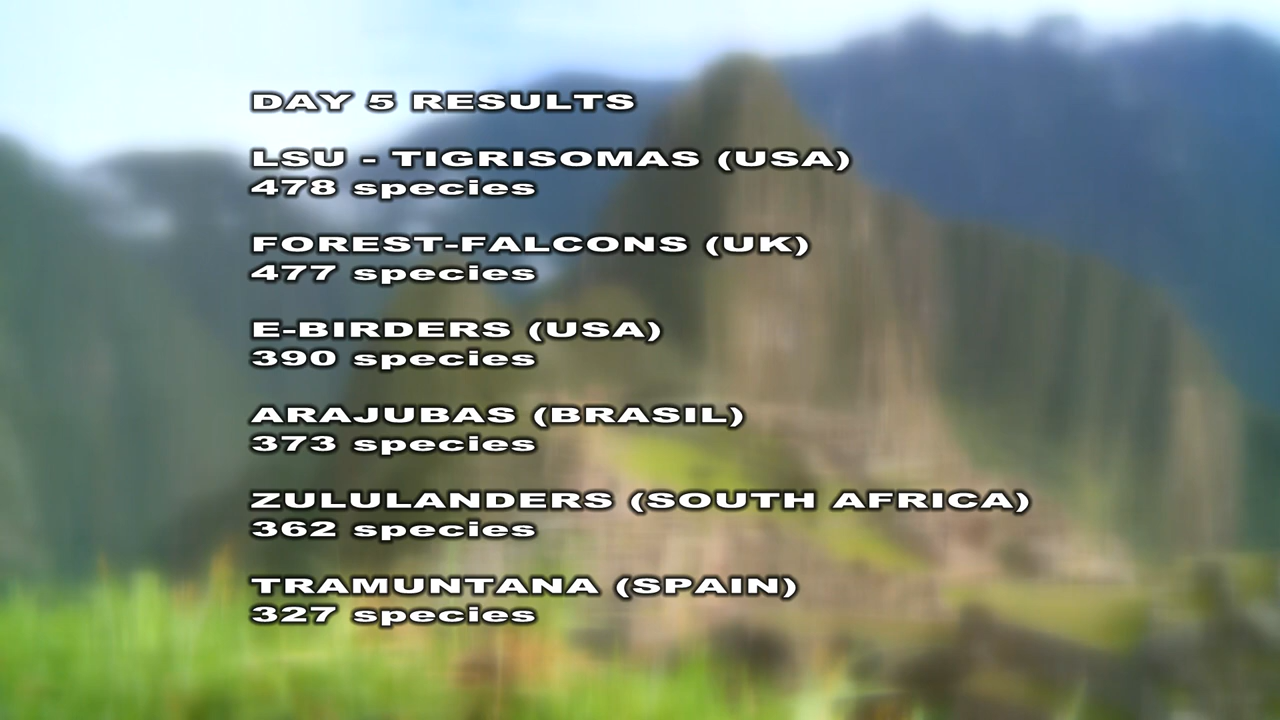 DAY 5 RESULTS
LSU - TIGRISOMAS (USA)
478 species
FOREST-FALCONS (UK)
477 species
E-BIRDERS (USA)
390 species
ARAJUBAS (BRASIL)
373 species
ZULULANDERS (SOUTH AFRICA)
362 species
TRAMUNTANA (SPAIN)
327 species